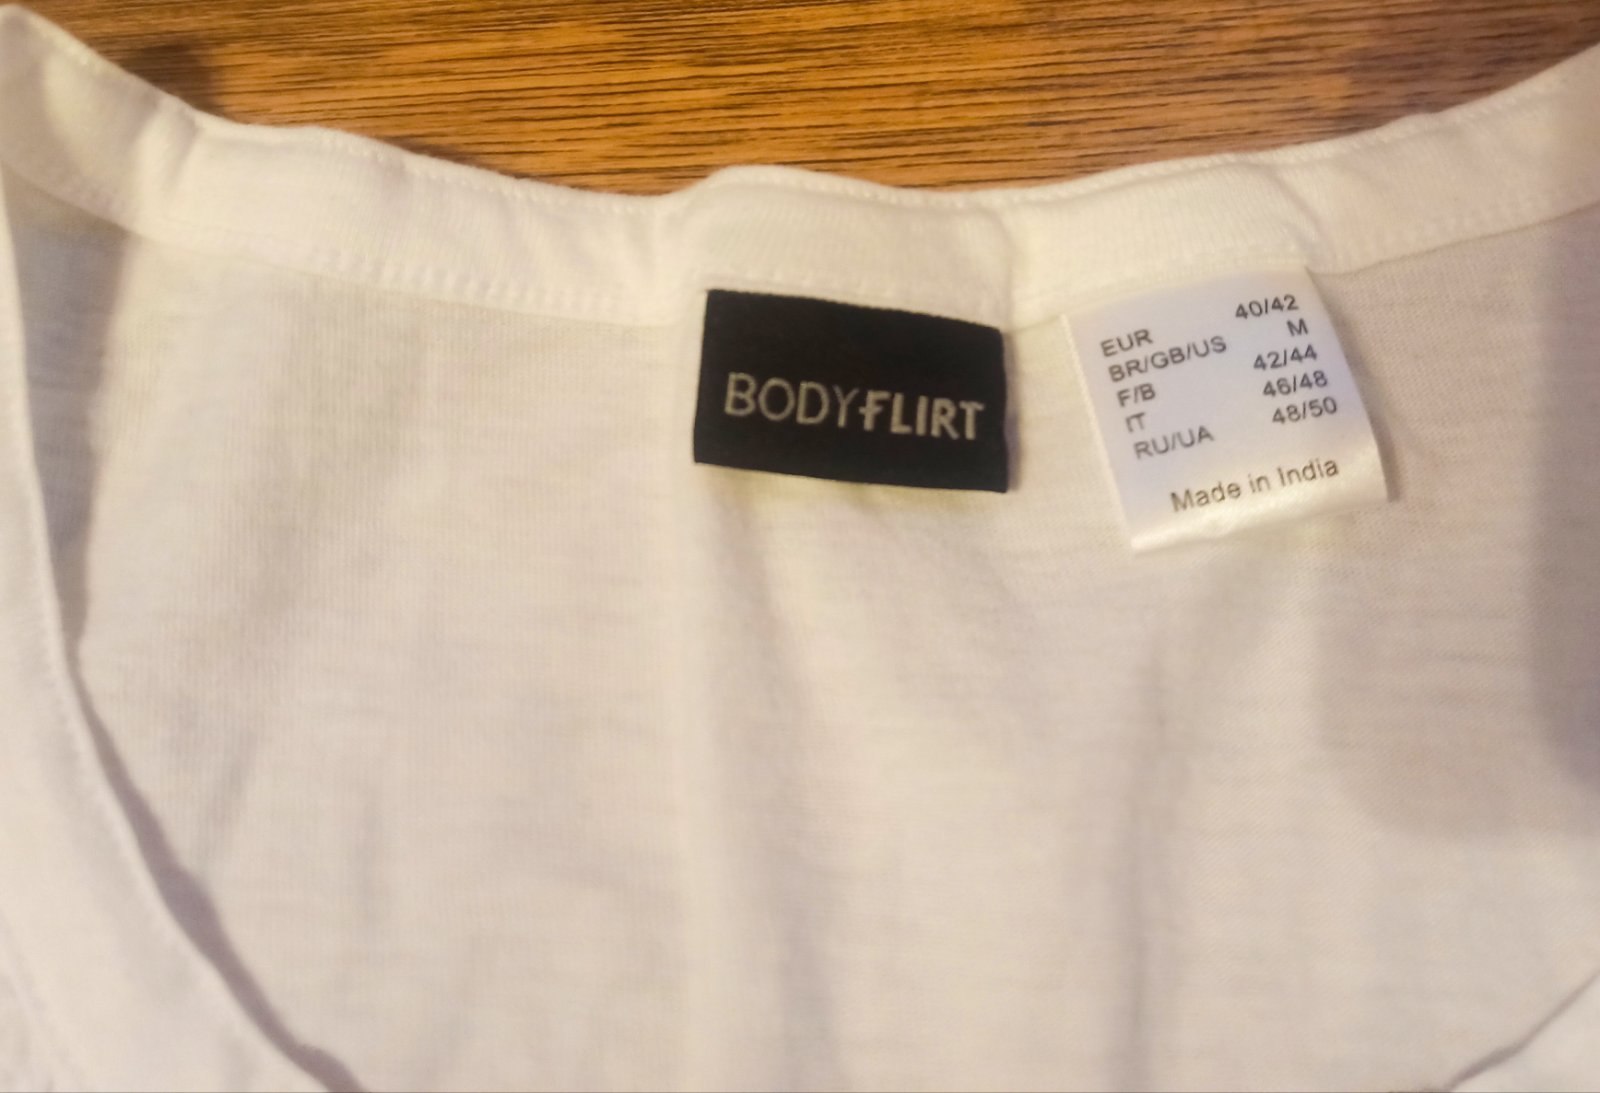 BODYFLIRT
EUR 40/42
BR/GB/US M
F/B 42/44
IT 46/48
RU/UA 48/50
Made in India